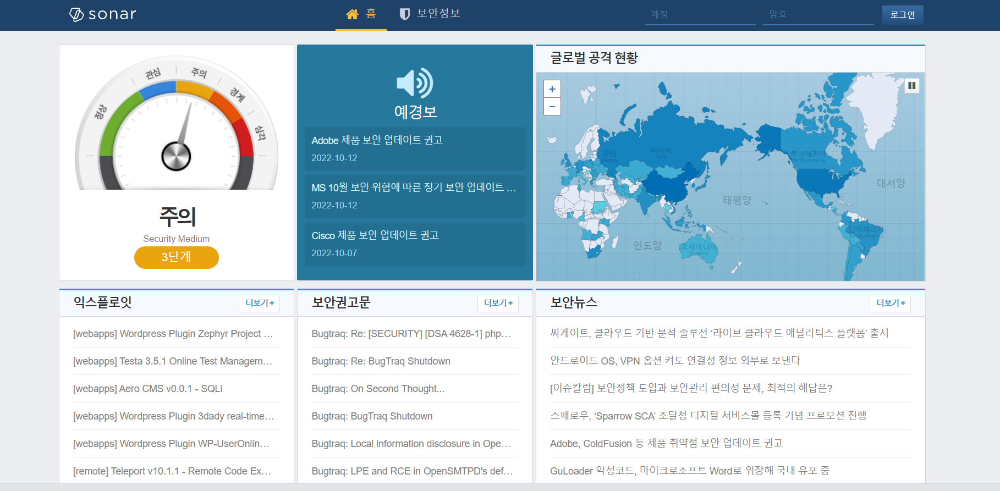 sonar
홈
보안정보
계정
암호
로그인
정상
관심
주의
경계
심각
주의
Security Medium
3단계
예경보
Adobe 제품 보안 업데이트 권고
2022-10-12
MS 10월 보안 위협에 따른 정기 보안 업데이트 ...
2022-10-12
Cisco 제품 보안 업데이트 권고
2022-10-07
글로벌 공격 현황
+
−
유럽
Europe
아시아
Asia
북아메리카
North America
대서양
태평양
중동
Middle East
아프리카
Africa
인도양
오세아니아
Oceania
남아메리카
South America
익스플로잇
더보기 +
[webapps] Wordpress Plugin Zephyr Project ...
[webapps] Testa 3.5.1 Online Test Managem...
[webapps] Aero CMS v0.0.1 - SQLi
[webapps] Wordpress Plugin 3dady real-time...
[webapps] Wordpress Plugin WP-UserOnlin...
[remote] Teleport v10.1.1 - Remote Code Ex...
보안권고문
더보기 +
Bugtraq: Re: [SECURITY] [DSA 4628-1] php...
Bugtraq: Re: BugTraq Shutdown
Bugtraq: On Second Thought...
Bugtraq: BugTraq Shutdown
Bugtraq: Local information disclosure in Ope...
Bugtraq: LPE and RCE in OpenSMTPD's def...
보안뉴스
더보기 +
씨게이트, 클라우드 기반 분석 솔루션 ‘라이브 클라우드 애널리틱스 플랫폼’ 출시
안드로이드 OS, VPN 옵션 켜도 연결성 정보 외부로 보낸다
[이슈칼럼] 보안정책 도입과 보안관리 편의성 문제, 최적의 해답은?
스패로우, ‘Sparrow SCA’ 조달청 디지털 서비스몰 등록 기념 프로모션 진행
Adobe, ColdFusion 등 제품 취약점 보안 업데이트 권고
GuLoader 악성코드, 마이크로소프트 Word로 위장해 국내 유포 중